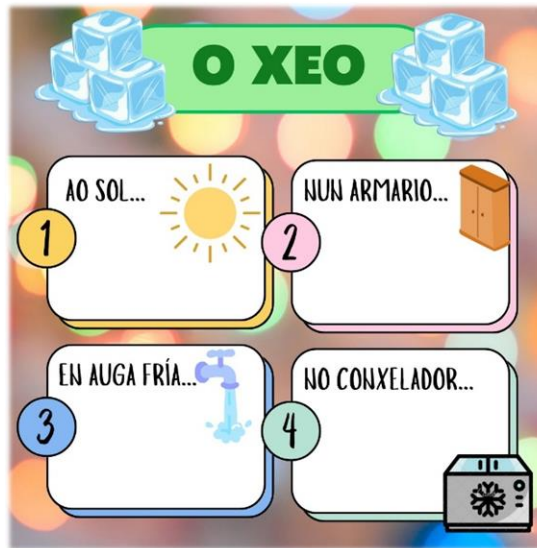 O XEO
AO SOL...
1
NUN ARMARIO...
2
EN AUGA FRÍA...
3
NO CONXELADOR...
4